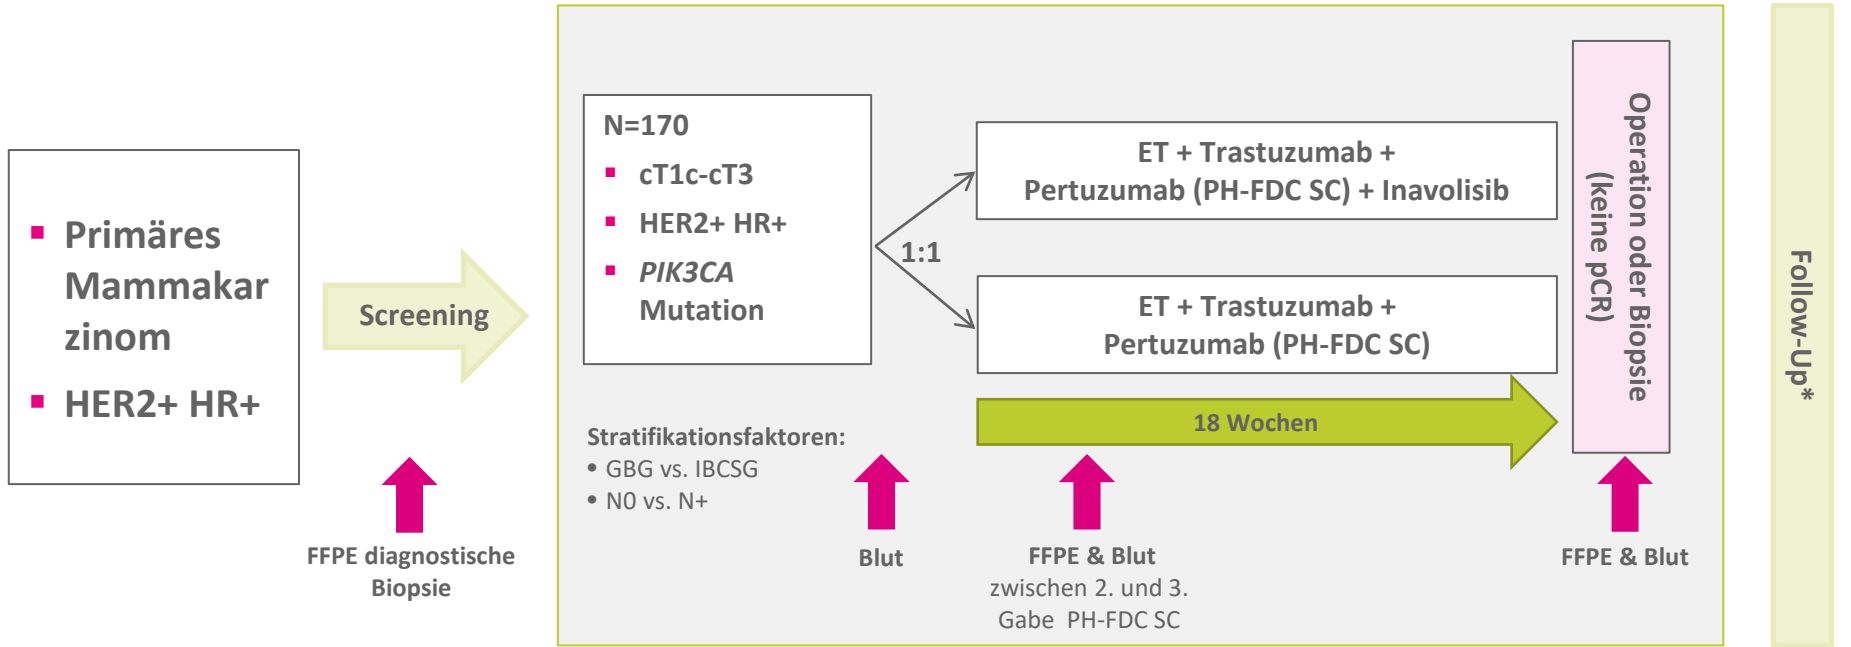 Primäres
Mammakar
zinom
HER2+ HR+
Screening
FFPE diagnostische
Biopsie
N=170
cT1c-cT3
HER2+ HR+
PIK3CA
Mutation
Stratifikationsfaktoren:
• GBG vs. IBCSG
• N0 vs. N+
1:1
ET + Trastuzumab +
Pertuzumab (PH-FDC SC) + Inavolisib
ET + Trastuzumab +
Pertuzumab (PH-FDC SC)
18 Wochen
Blut
FFPE & Blut
zwischen 2. und 3.
Gabe PH-FDC SC
Operation oder Biopsie
(keine pCR)
FFPE & Blut
Follow-Up*